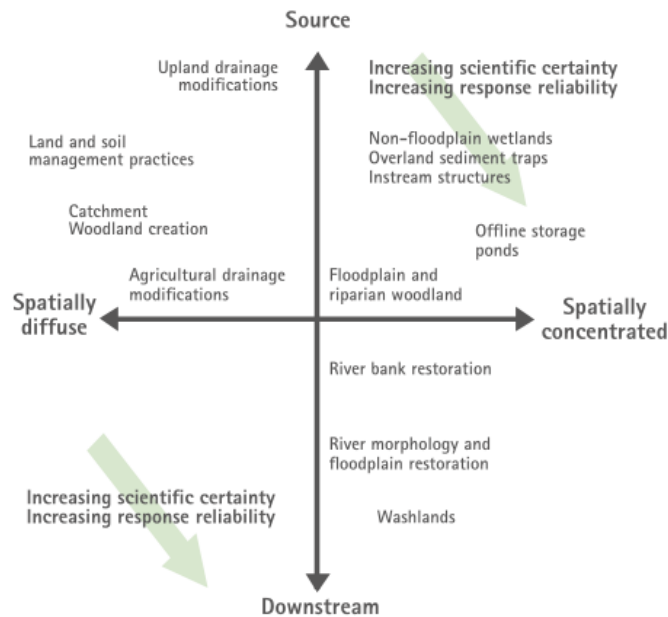 Source
Upland drainage
modifications
Increasing scientific certainty
Increasing response reliability
Land and soil
management practices
Non-floodplain wetlands
Overland sediment traps
Instream structures
Catchment
Woodland creation
Offline storage
ponds
Agricultural drainage
modifications
Floodplain and
riparian woodland
Spatially
diffuse
Spatially
concentrated
River bank restoration
River morphology and
floodplain restoration
Increasing scientific certainty
Increasing response reliability
Washlands
Downstream